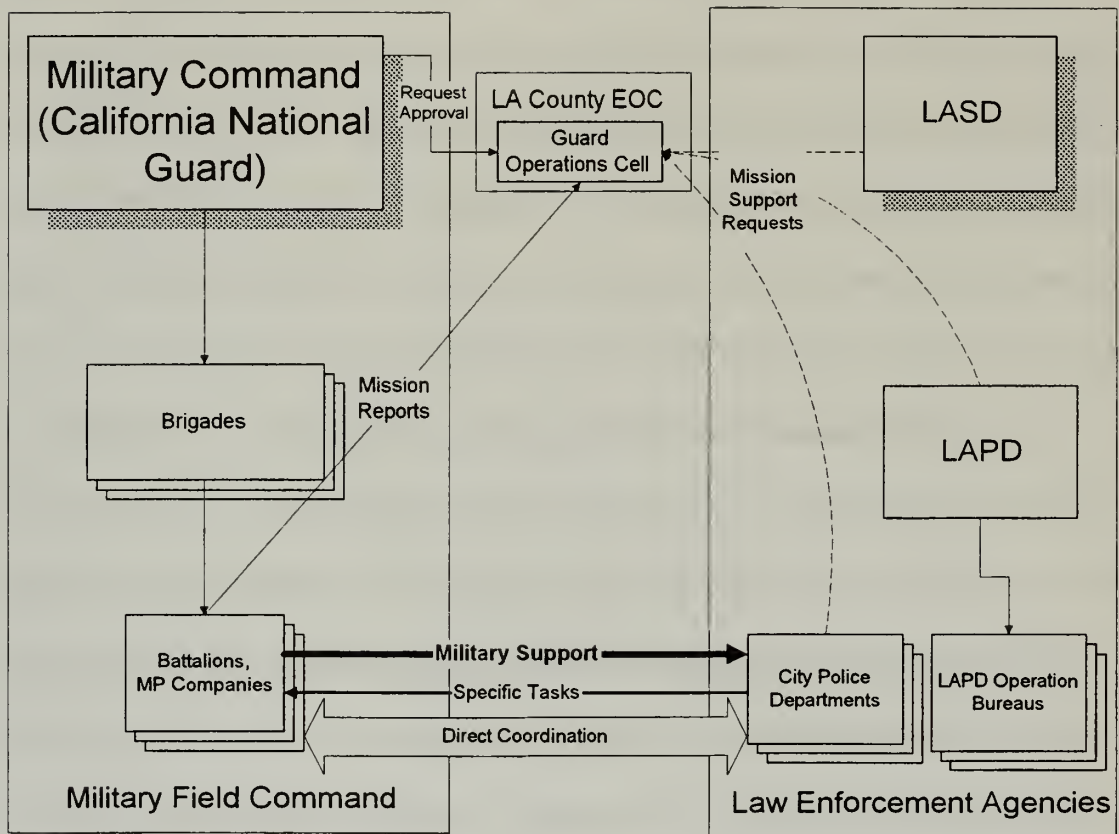 Military Command
(California National
Guard)
Request
Approval
LA County EOC
Guard
Operations Cell
LASD
Mission
Support
Requests
Mission
Reports
Brigades
LAPD
Battalions,
MP Companies
Military Support
Specific Tasks
Direct Coordination
City Police
Departments
LAPD Operation
Bureaus
Military Field Command
Law Enforcement Agencies